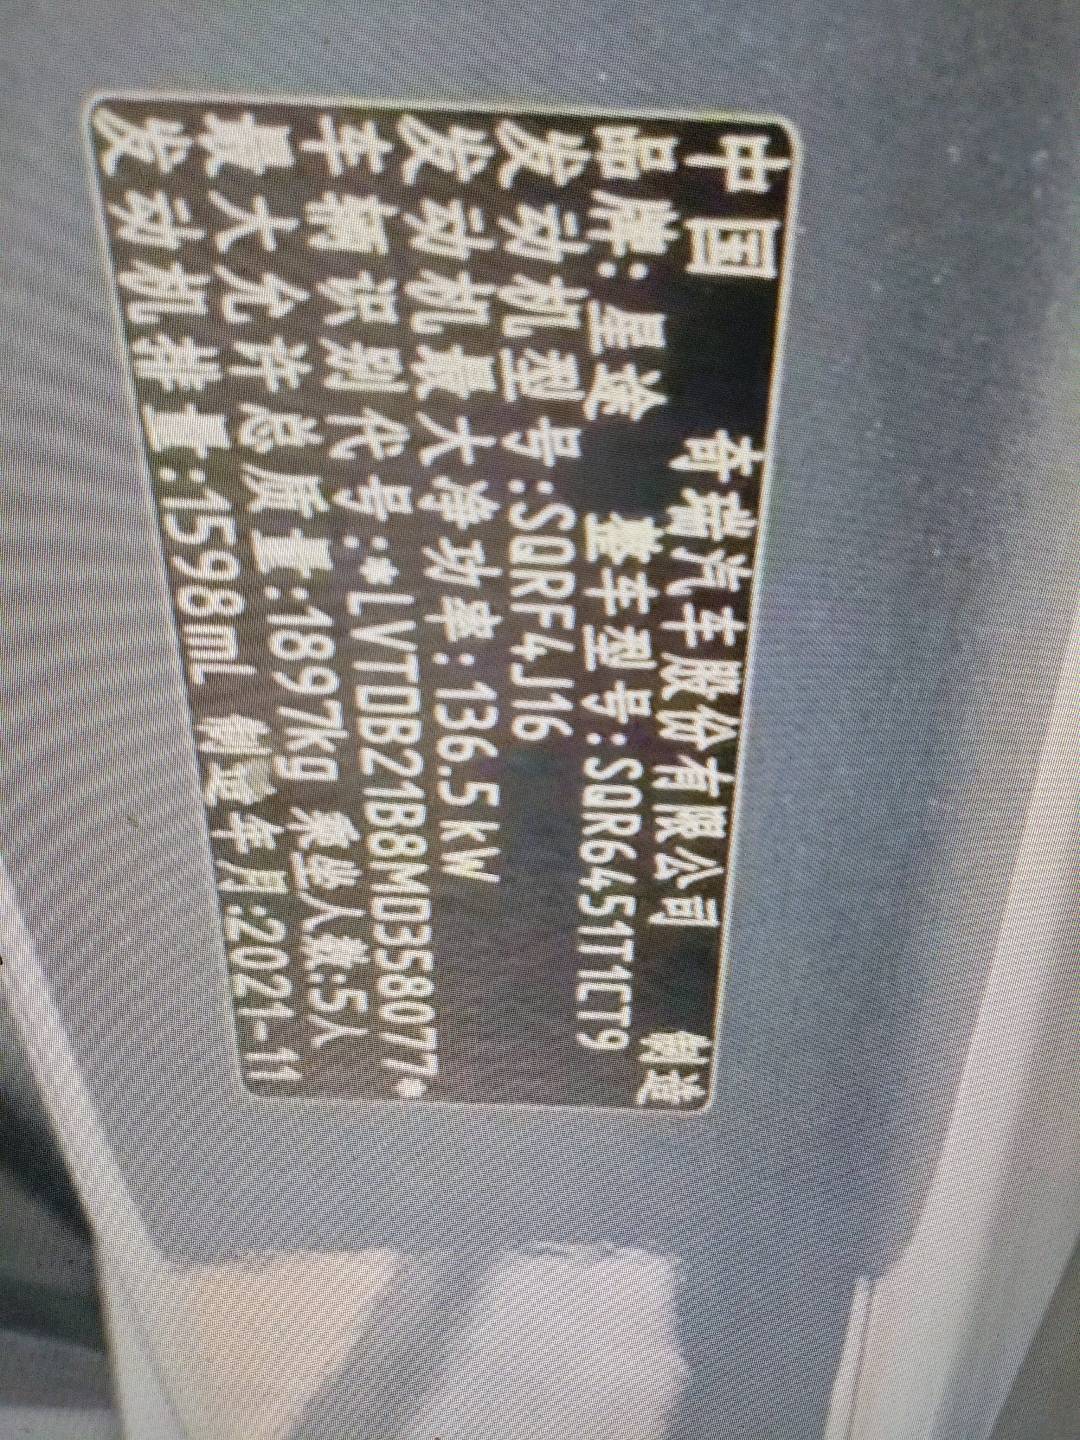 中国 奇瑞汽车股份有限公司 制造
品牌:星途 整车型号:SQR6451T1CT9
发动机型号:SQRF4J16
发动机最大净功率:136.5kW
车辆识别代号:*LVTDB21B8MD358077*
最大允许总质量:1897kg 乘坐人数:5人
发动机排量:1598mL 制造年月:2021-11